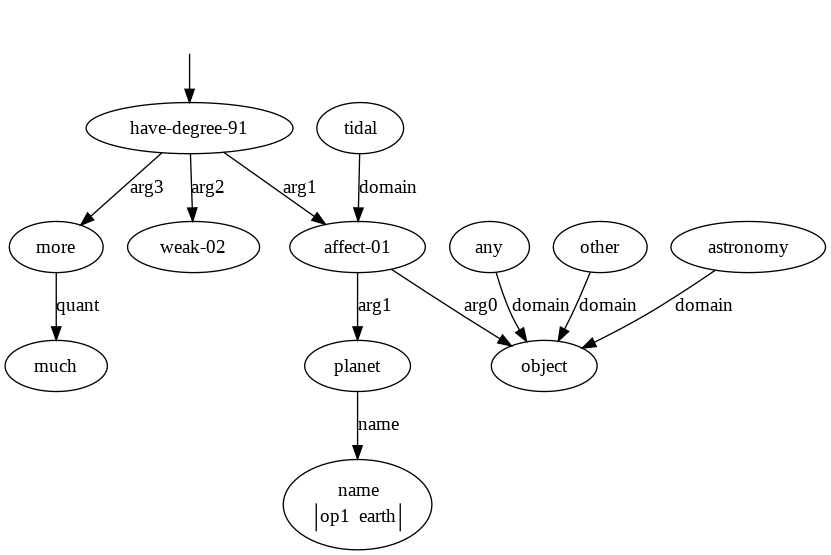 have-degree-91
tidal
arg3
arg2
arg1
domain
more
weak-02
affect-01
any
other
astronomy
quant
arg1
arg0
domain
domain
domain
much
planet
object
name
name
op1 earth